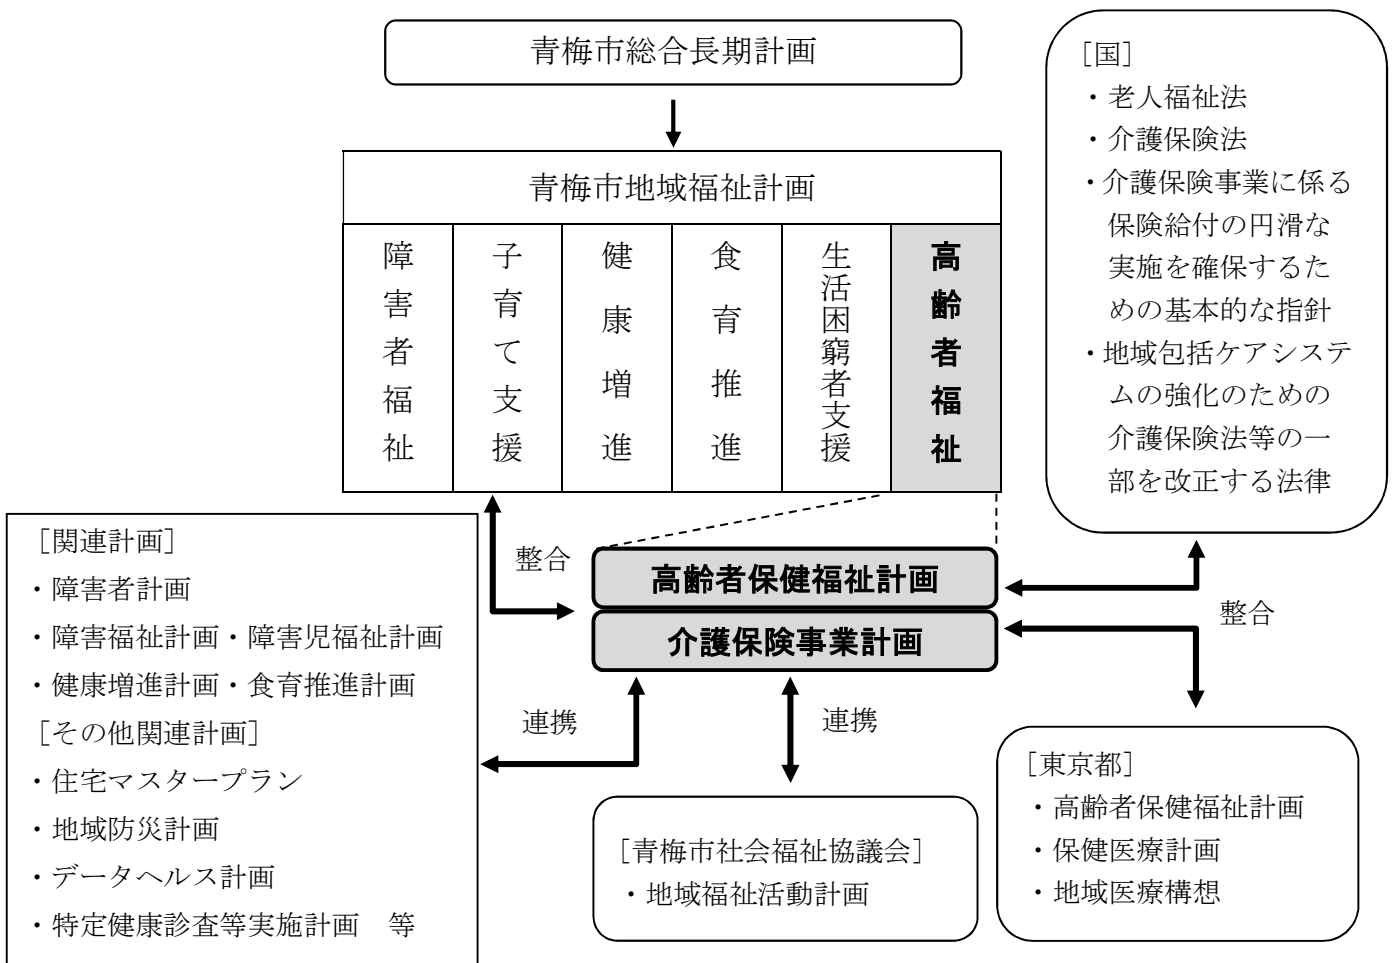 青梅市総合長期計画
青梅市地域福祉計画
障害者福祉
子育て支援
健康増進
食育推進
生活困窮者支援
高齢者福祉
［国］
・老人福祉法
・介護保険法
・介護保険事業に係る
保険給付の円滑な
実施を確保するた
めの基本的な指針
・地域包括ケアシステ
ムの強化のための
介護保険法等の一
部を改正する法律
整合
高齢者保健福祉計画
介護保険事業計画
整合
［関連計画］
・障害者計画
・障害福祉計画・障害児福祉計画
・健康増進計画・食育推進計画
［その他関連計画］
・住宅マスタープラン
・地域防災計画
・データヘルス計画
・特定健康診査等実施計画　等
連携
連携
［青梅市社会福祉協議会］
・地域福祉活動計画
［東京都］
・高齢者保健福祉計画
・保健医療計画
・地域医療構想